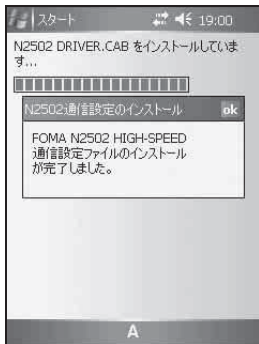 スタート 19:00
N2502 DRIVER.CAB をインストールしていま
す...
N2502通信設定のインストール ok
FOMA N2502 HIGH-SPEED
通信設定ファイルのインストール
が完了しました。
A